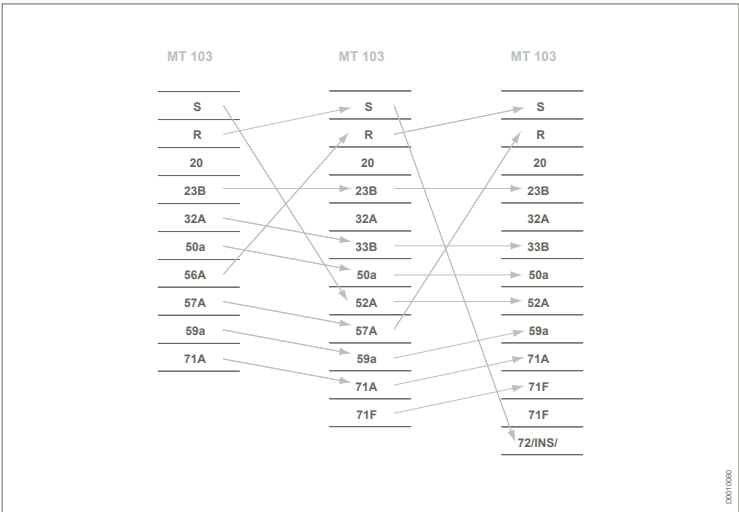 MT 103 MT 103 MT 103
S S S
R R R
20 20 20
23B 23B 23B
32A 32A 32A
50a 33B 33B
56A 50a 50a
57A 52A 52A
59a 57A 59a
71A 59a 71A
71A 71F
71F 71F
72/INS/
D0010060